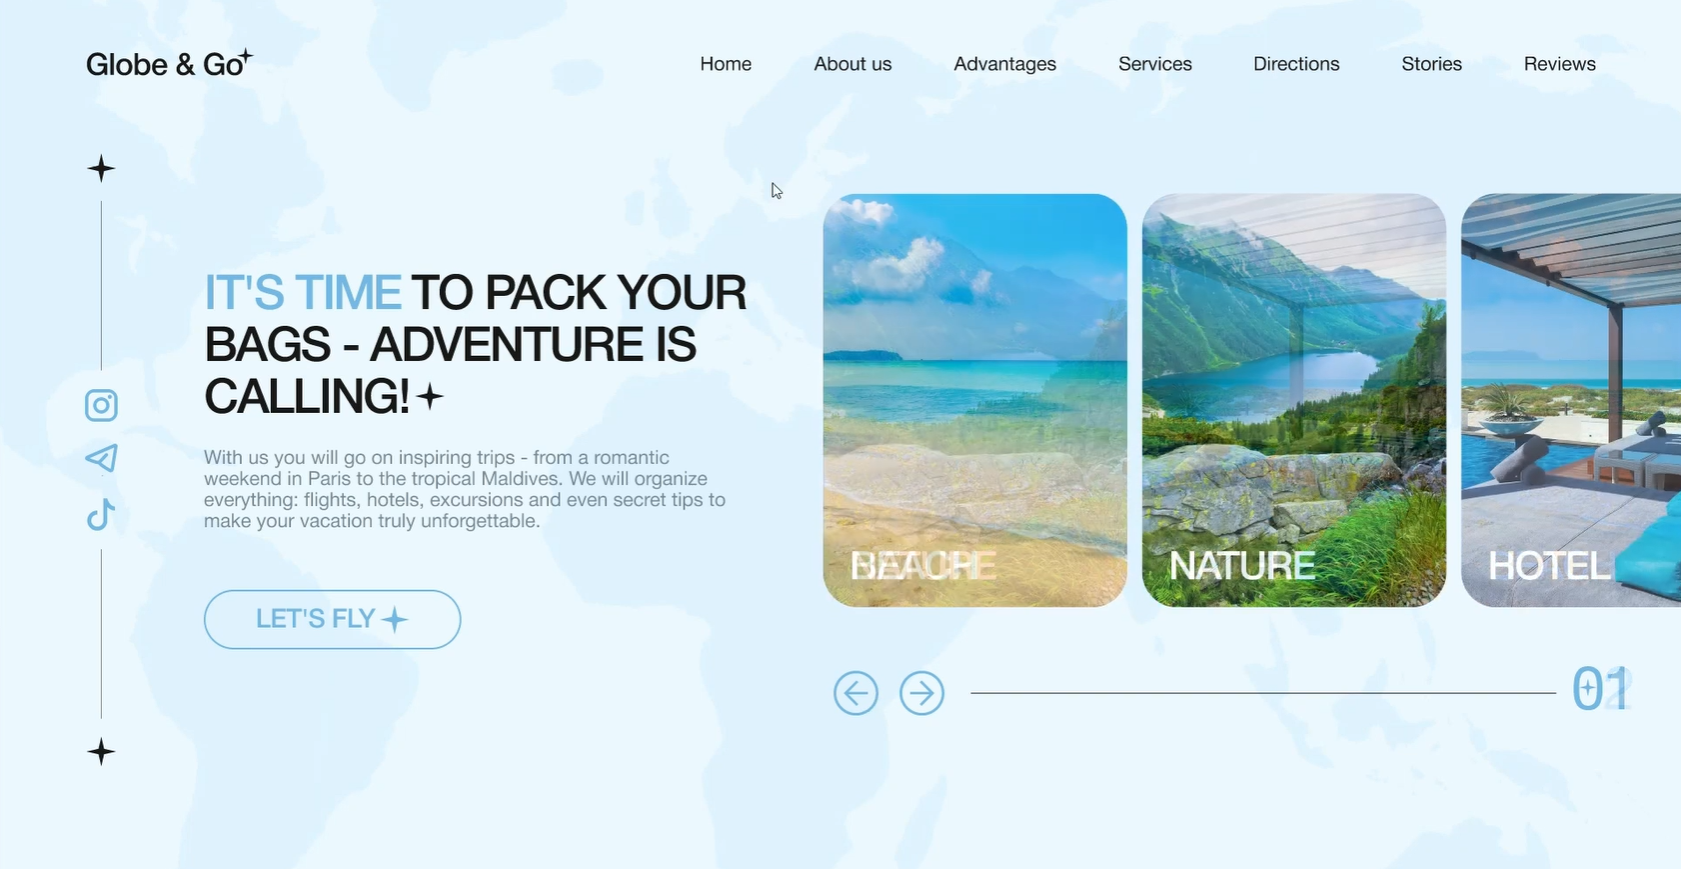 Globe & Go
Home About us Advantages Services Directions Stories Reviews
IT'S TIME TO PACK YOUR
BAGS - ADVENTURE IS
CALLING!
With us you will go on inspiring trips - from a romantic
weekend in Paris to the tropical Maldives. We will organize
everything: flights, hotels, excursions and even secret tips to
make your vacation truly unforgettable.
LET'S FLY
BEACH
NATURE
HOTEL
01